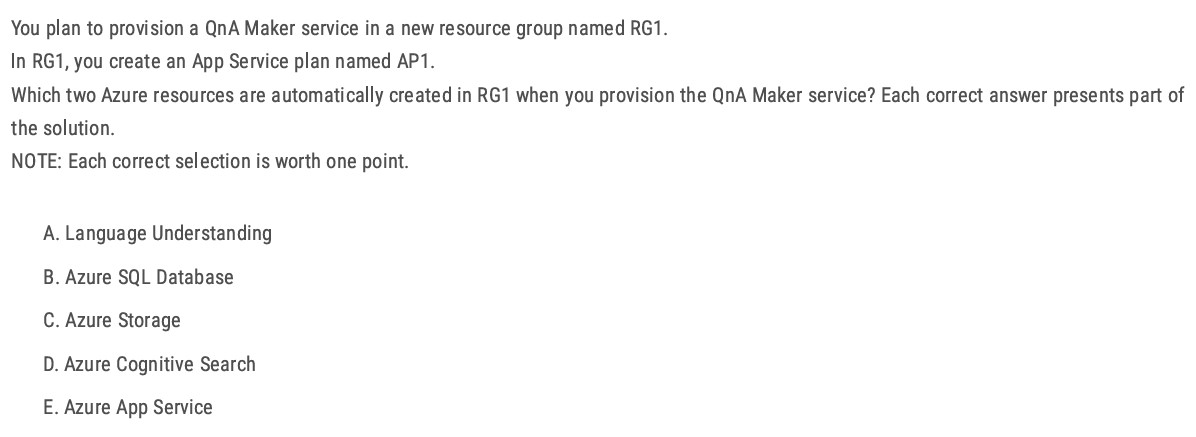 You plan to provision a QnA Maker service in a new resource group named RG1.
In RG1, you create an App Service plan named AP1.
Which two Azure resources are automatically created in RG1 when you provision the QnA Maker service? Each correct answer presents part of
the solution.
NOTE: Each correct selection is worth one point.
A. Language Understanding
B. Azure SQL Database
C. Azure Storage
D. Azure Cognitive Search
E. Azure App Service